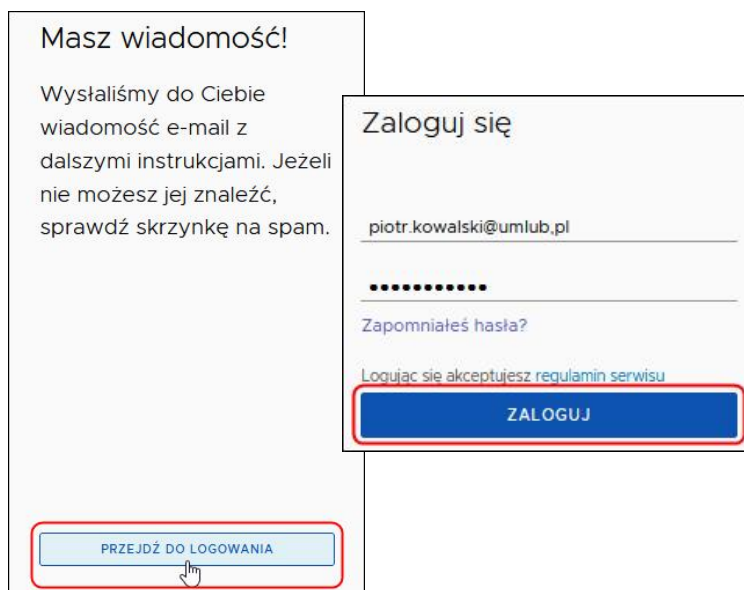 Masz wiadomość!
Wysłaliśmy do Ciebie
wiadomość e-mail z
dalszymi instrukcjami. Jeżeli
nie możesz jej znaleźć,
sprawdź skrzynkę na spam.
PRZEJDŹ DO LOGOWANIA
Zaloguj się
piotr.kowalski@umlub,pl
•••••••••••
Zapomniałeś hasła?
Logując się akceptujesz regulamin serwisu
ZALOGUJ